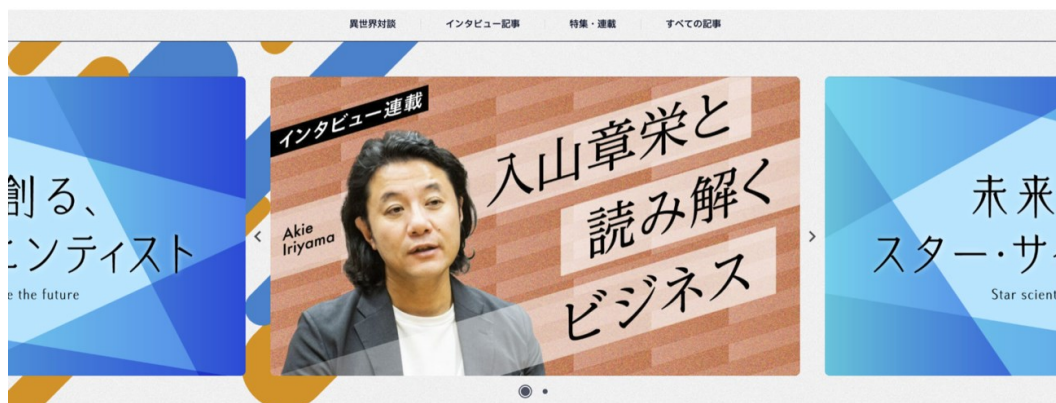 異世界対談
インタビュー記事
特集・連載
すべての記事
創る、
ンティスト
e the future
インタビュー連載
Akie
Iriyama
入山章栄と
読み解く
ビジネス
未来
スター・サ
Star scient